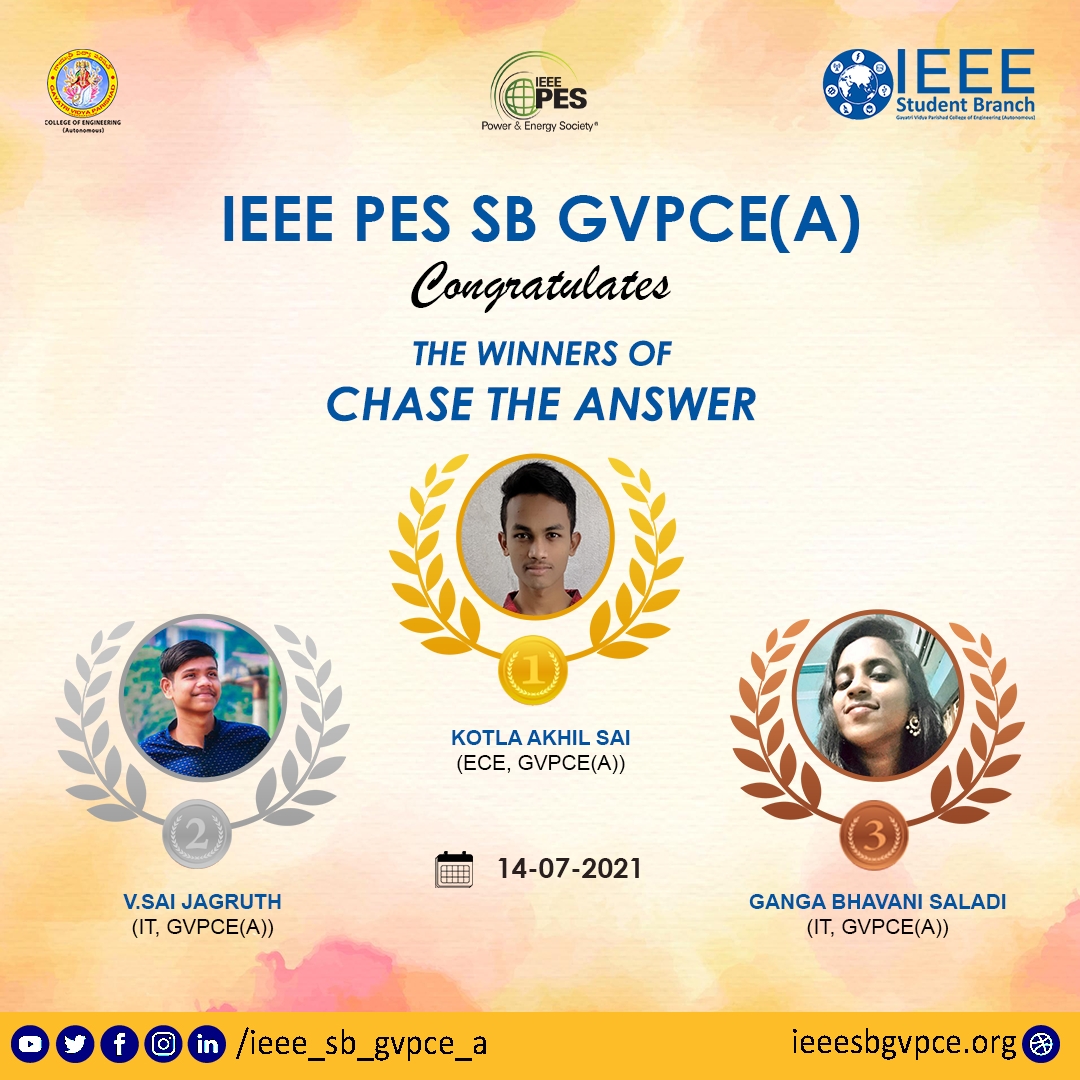 COLLEGE OF ENGINEERING
(Autonomous)
IEEE
PES
Power & Energy Society®
IEEE
Student Branch
Gayatri Vidya Parishad College of Engineering (Autonomous)
IEEE PES SB GVPCE(A)
Congratulates
THE WINNERS OF
CHASE THE ANSWER
1
KOTLA AKHIL SAI
(ECE, GVPCE(A))
2
V.SAI JAGRUTH
(IT, GVPCE(A))
3
GANGA BHAVANI SALADI
(IT, GVPCE(A))
14-07-2021
/ieee_sb_gvpce_a
ieeesbgvpce.org